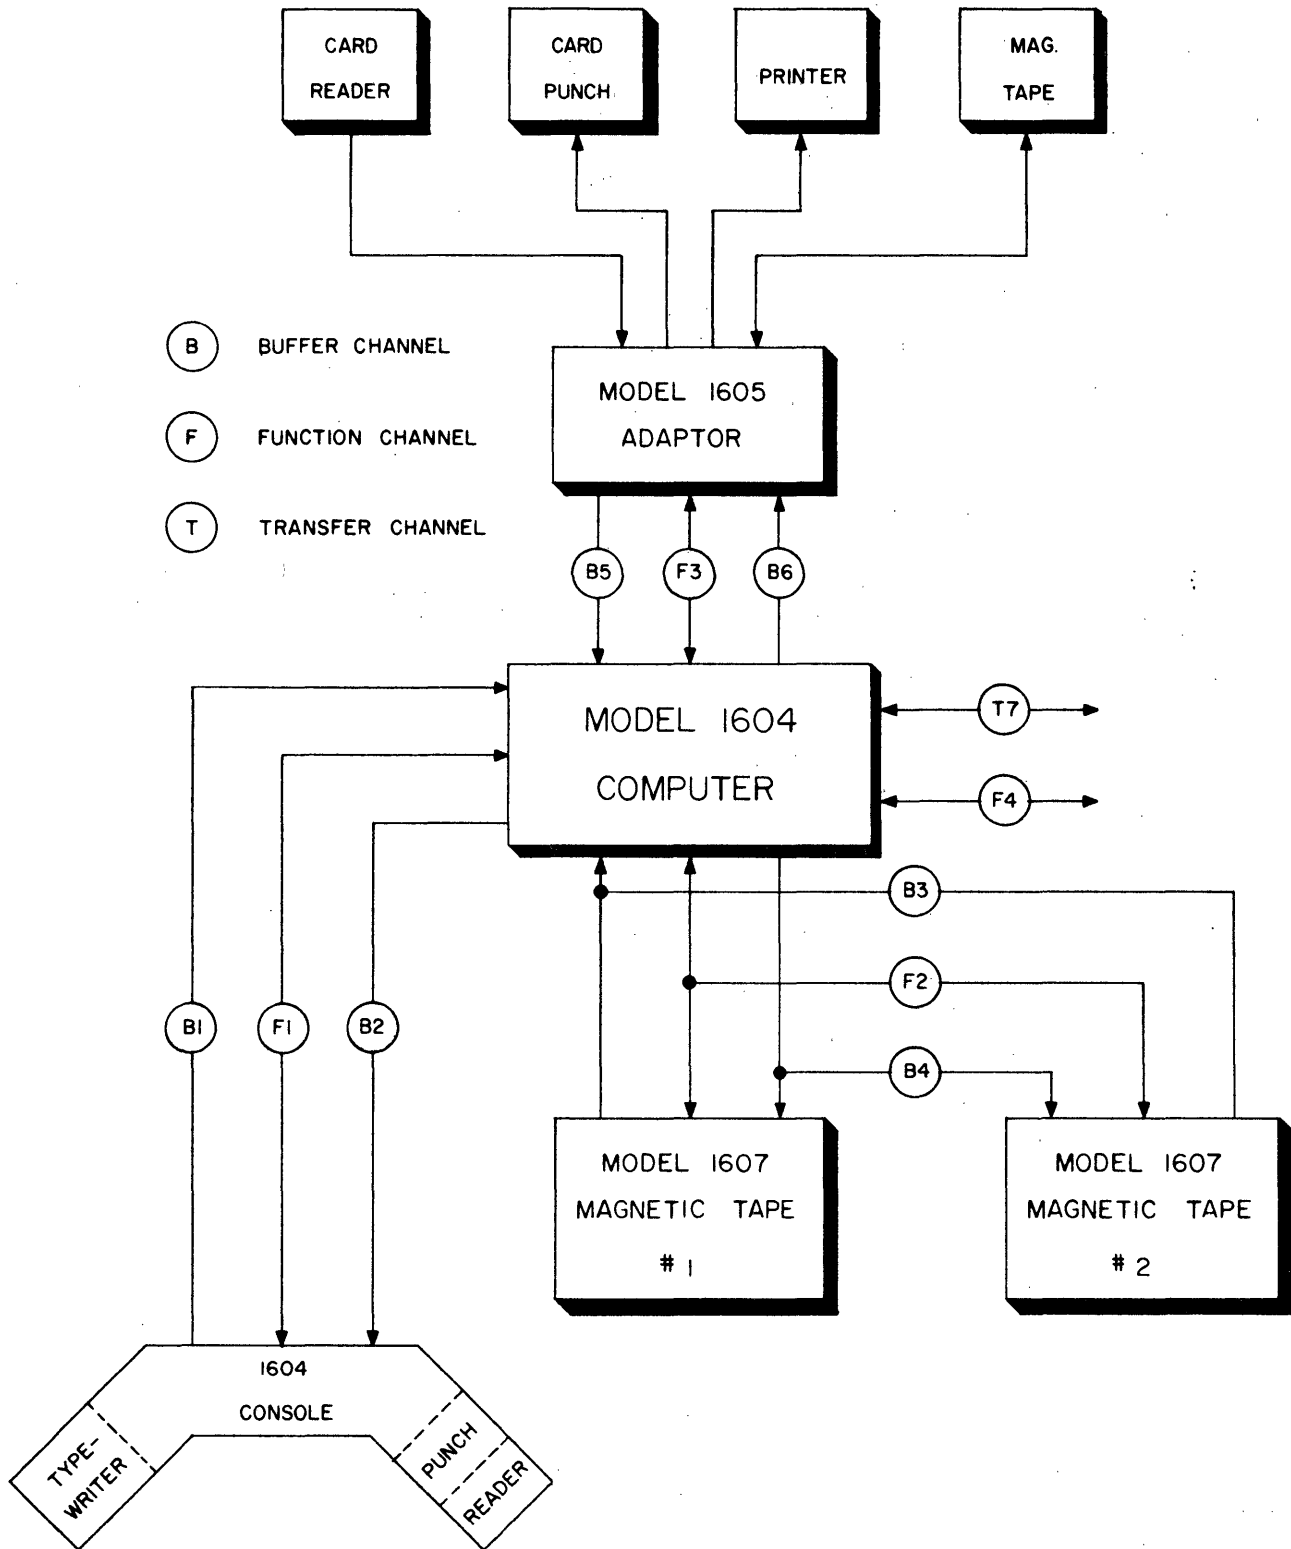 CARD
READER
CARD
PUNCH
PRINTER
MAG.
TAPE
B BUFFER CHANNEL
F FUNCTION CHANNEL
T TRANSFER CHANNEL
MODEL 1605
ADAPTOR
B5
F3
B6
MODEL 1604
COMPUTER
T7
F4
B3
F2
B4
B1
F1
B2
MODEL 1607
MAGNETIC TAPE
# 1
MODEL 1607
MAGNETIC TAPE
# 2
1604
CONSOLE
TYPE-
WRITER
PUNCH
READER